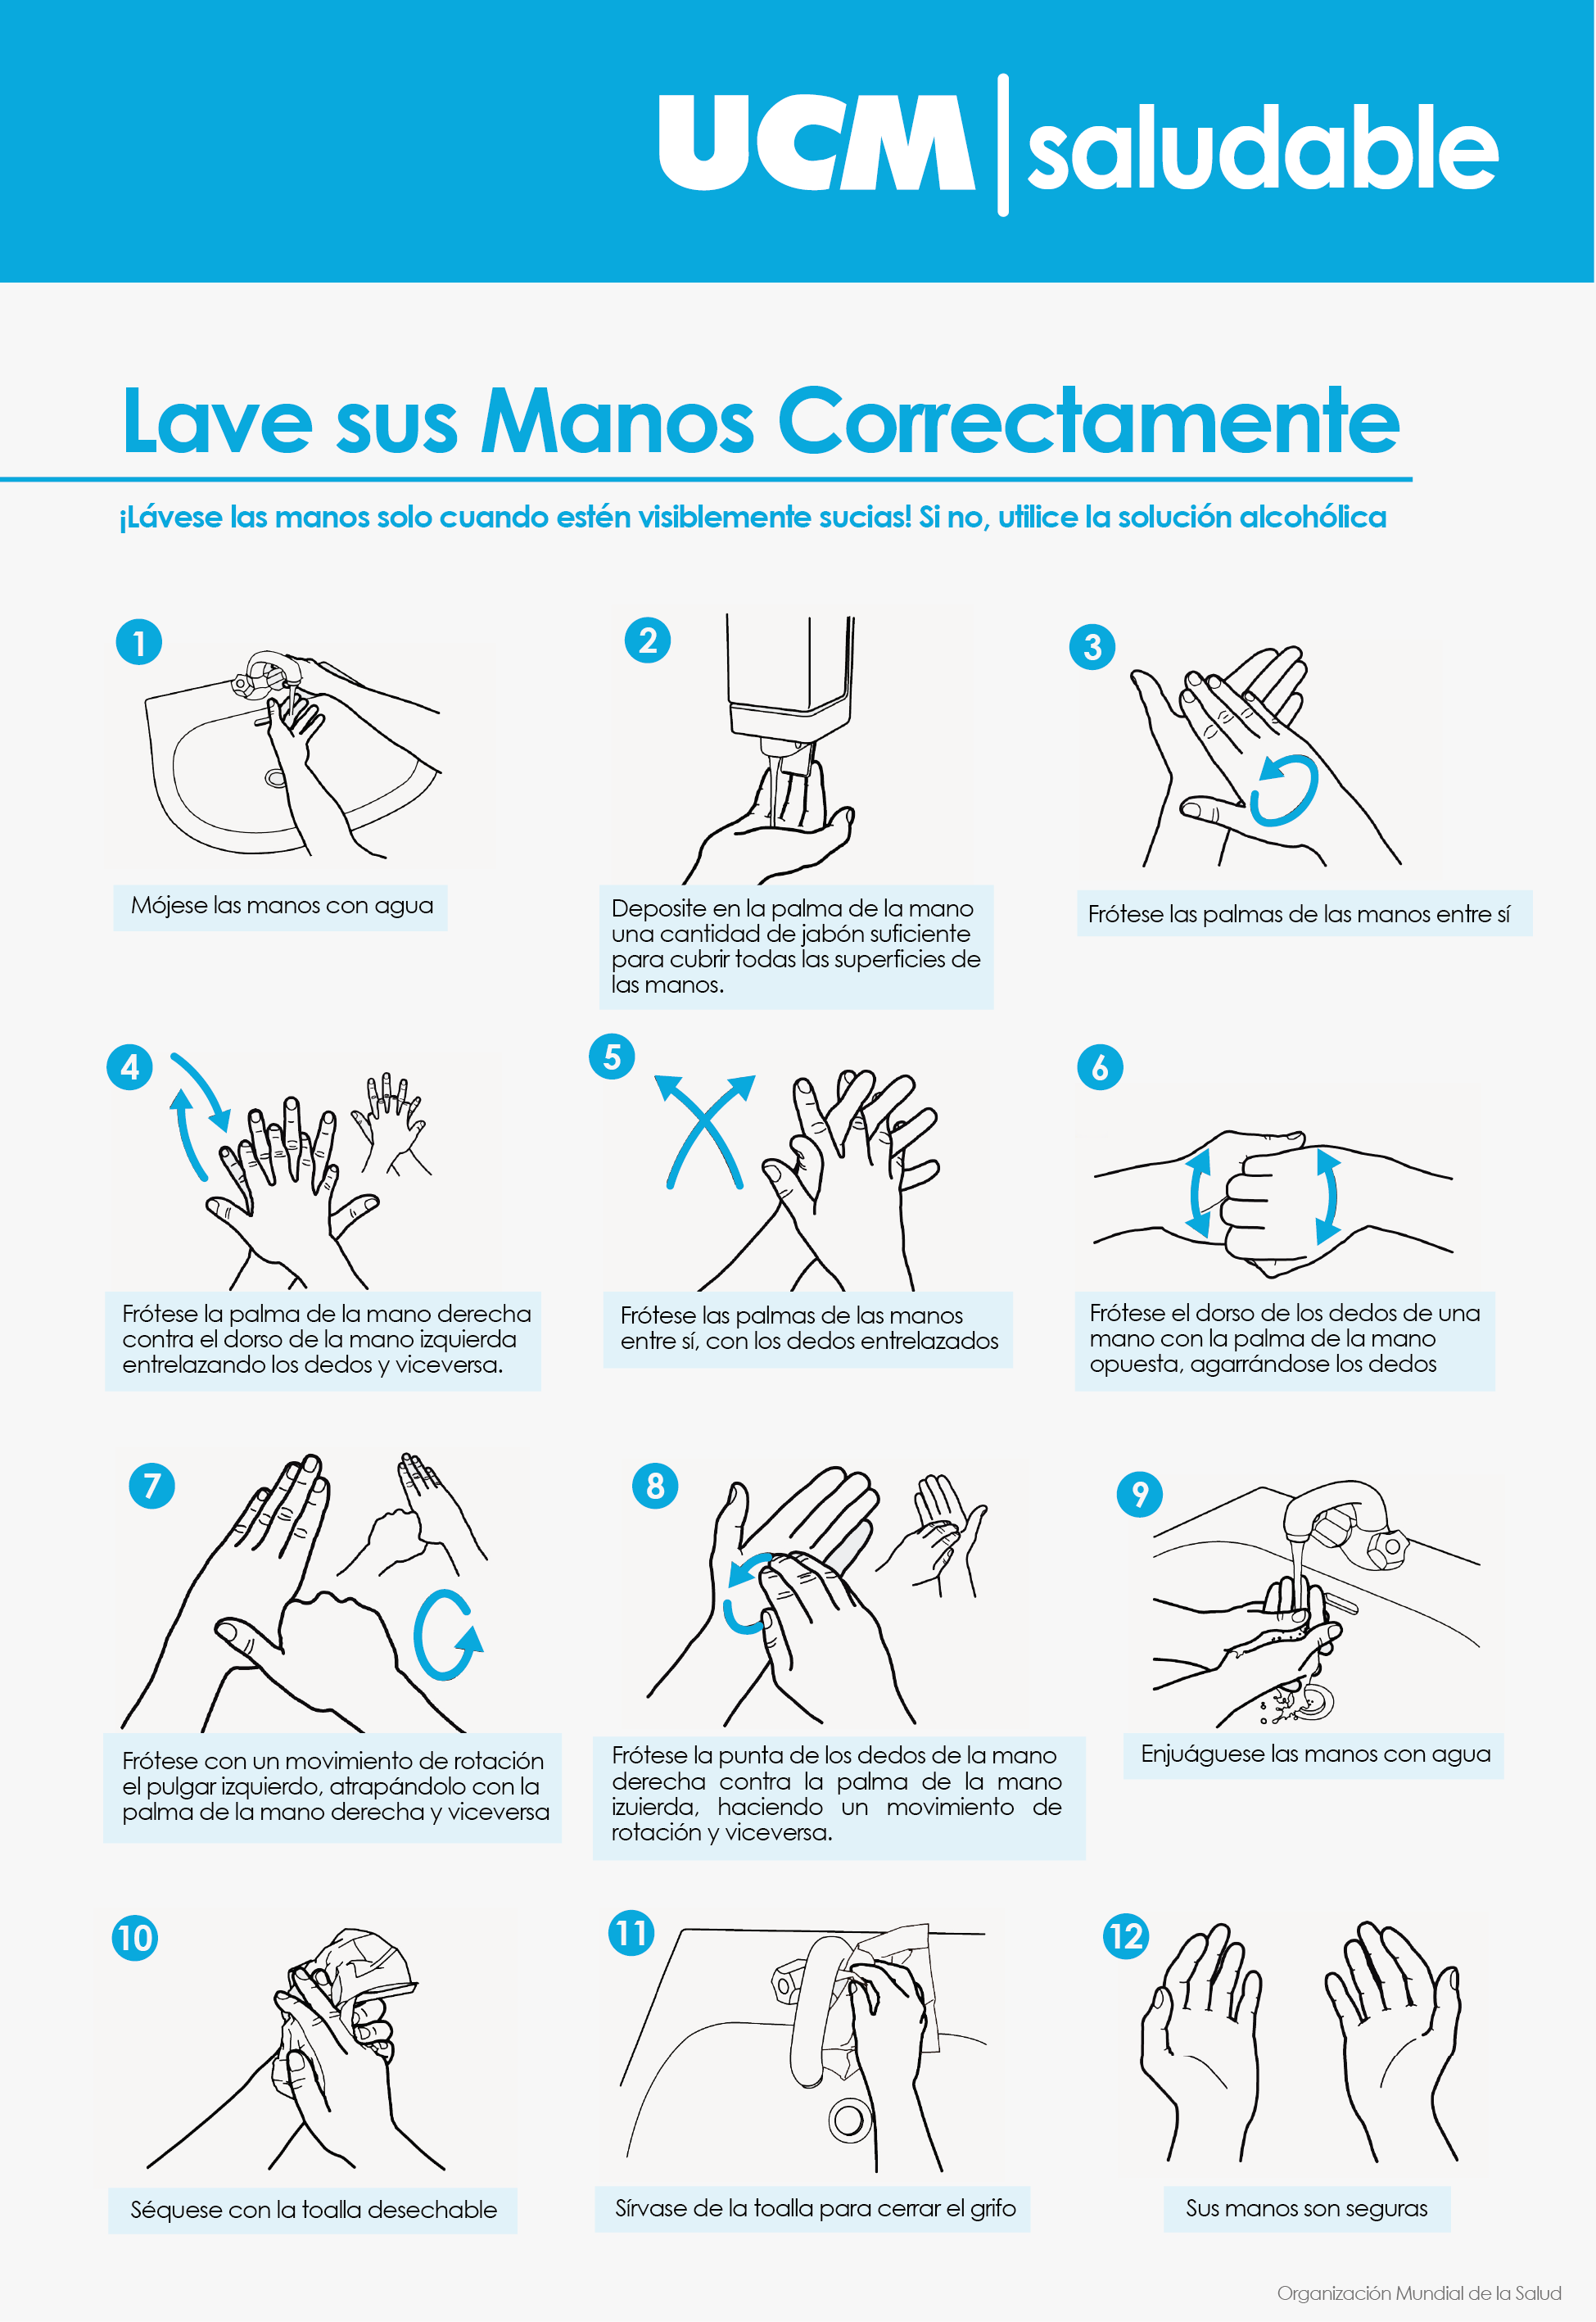 UCM saludable
Lave sus Manos Correctamente
¡Lávese las manos solo cuando estén visiblemente sucias! Si no, utilice la solución alcohólica
1
Mójese las manos con agua
2
Deposite en la palma de la mano
una cantidad de jabón suficiente
para cubrir todas las superficies de
las manos.
3
Frótese las palmas de las manos entre sí
4
Frótese la palma de la mano derecha
contra el dorso de la mano izquierda
entrelazando los dedos y viceversa.
5
Frótese las palmas de las manos
entre sí, con los dedos entrelazados
6
Frótese el dorso de los dedos de una
mano con la palma de la mano
opuesta, agarrándose los dedos
7
Frótese con un movimiento de rotación
el pulgar izquierdo, atrapándolo con la
palma de la mano derecha y viceversa
8
Frótese la punta de los dedos de la mano
derecha contra la palma de la mano
izuierda, haciendo un movimiento de
rotación y viceversa.
9
Enjuáguese las manos con agua
10
Séquese con la toalla desechable
11
Sírvase de la toalla para cerrar el grifo
12
Sus manos son seguras
Organización Mundial de la Salud